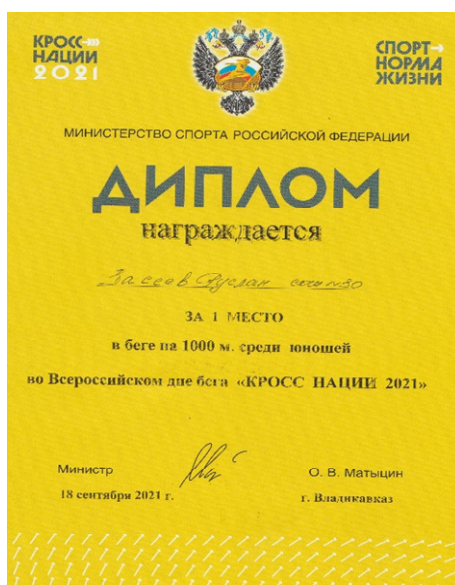 КРОСС
НАЦИИ
2021
СПОРТ→
НОРМА
ЖИЗНИ
МИНИСТЕРСТВО СПОРТА РОССИЙСКОЙ ФЕДЕРАЦИИ
ДИПЛОМ
награждается
Засеев Руслан
ЗА 1 МЕСТО
в беге на 1000 м. среди юношей
во Всероссийском дне бега «КРОСС НАЦИИ 2021»
Министр
О. В. Матыцин
18 сентября 2021 г.
г. Владикавказ